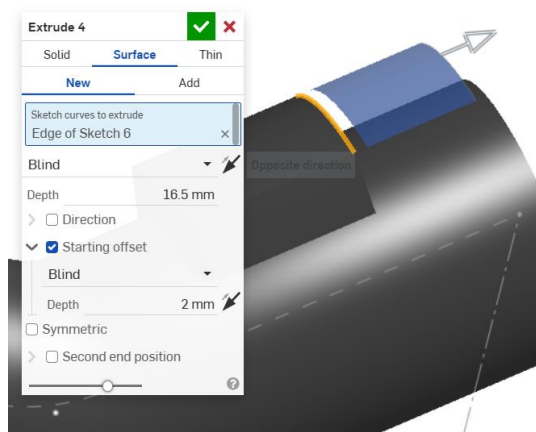 Extrude 4
Solid Surface Thin
New Add
Sketch curves to extrude
Edge of Sketch 6
Blind
Opposite direction
Depth 16.5 mm
Direction
Starting offset
Blind
Depth 2 mm
Symmetric
Second end position